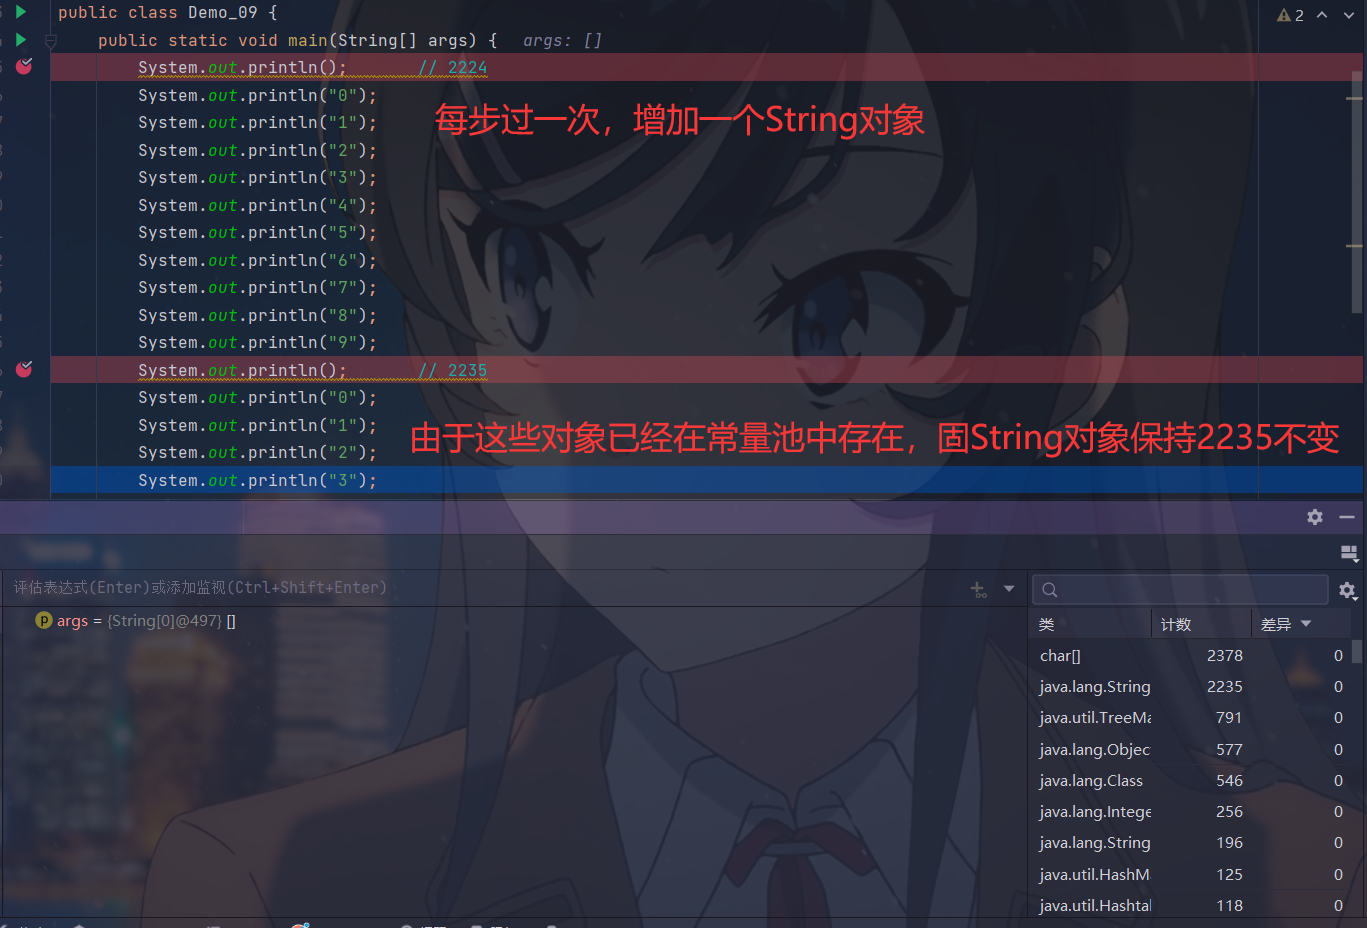 public class Demo_09 {
2
public static void main(String[] args) { args: []
System.out.println(); // 2224
System.out.println("0");
每步过一次，增加一个String对象
System.out.println("1");
System.out.println("2");
System.out.println("3");
System.out.println("4");
System.out.println("5");
System.out.println("6");
System.out.println("7");
System.out.println("8");
System.out.println("9");
System.out.println(); // 2235
System.out.println("0");
System.out.println("1");
由于这些对象已经在常量池中存在，固String对象保持2235不变
System.out.println("2");
System.out.println("3");
评估表达式(Enter)或添加监视(Ctrl+Shift+Enter)
args = {String[0]@497} []
类 计数 差异
char[] 2378 0
java.lang.String 2235 0
java.util.TreeMa 791 0
java.lang.Objec 577 0
java.lang.Class 546 0
java.lang.Intege 256 0
java.lang.String 196 0
java.util.HashMa 125 0
java.util.Hashtal 118 0